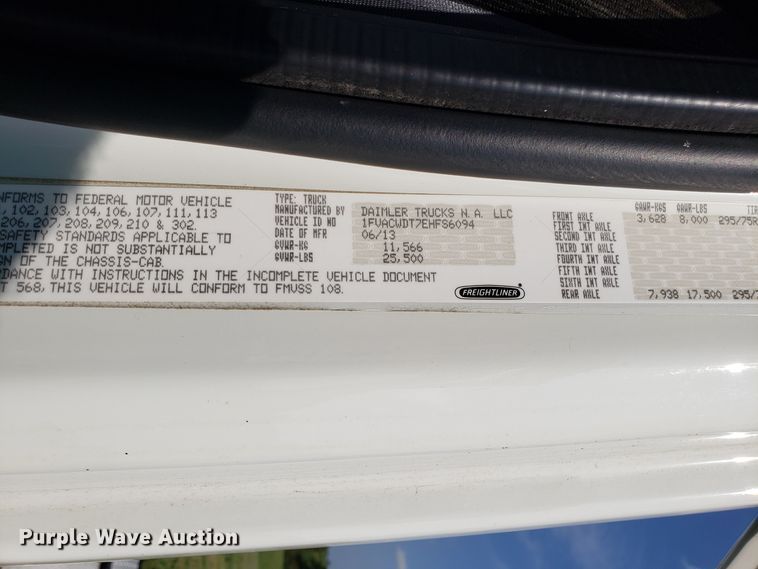 NFORMS TO FEDERAL MOTOR VEHICLE
, 102, 103, 104, 106, 107, 111, 113
206, 207, 208, 209, 210 & 302.
SAFETY STANDARDS APPLICABLE TO
MPLETED IS NOT SUBSTANTIALLY
GN OF THE CHASSIS-CAB.
RDANCE WITH INSTRUCTIONS IN THE INCOMPLETE VEHICLE DOCUMENT
T 568, THIS VEHICLE WILL CONFORM TO FMVSS 108.
TYPE: TRUCK
MANUFACTURED BY DAIMLER TRUCKS N.A. LLC
VEHICLE ID NO 1FVACWDT7EHFS6094
DATE OF MFR 06/13
GVWR-KG 11,566
GVWR-LBS 25,500
FREIGHTLINER
GAWR-KGS GAWR-LBS TIR
FRONT AXLE 3,628 8,000 295/75R
FIRST INT AXLE
SECOND INT AXLE
THIRD INT AXLE
FOURTH INT AXLE
FIFTH INT AXLE
SIXTH INT AXLE
REAR AXLE 7,938 17,500 295/7
Purple Wave Auction